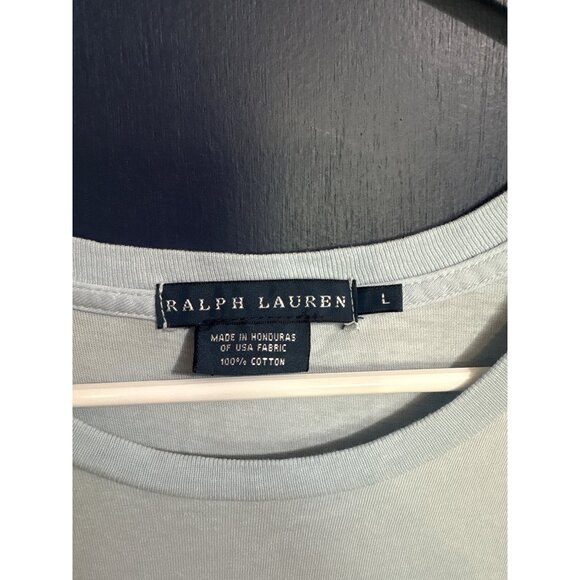 RALPH LAUREN
L
MADE IN HONDURAS
OF USA FABRIC
100% COTTON